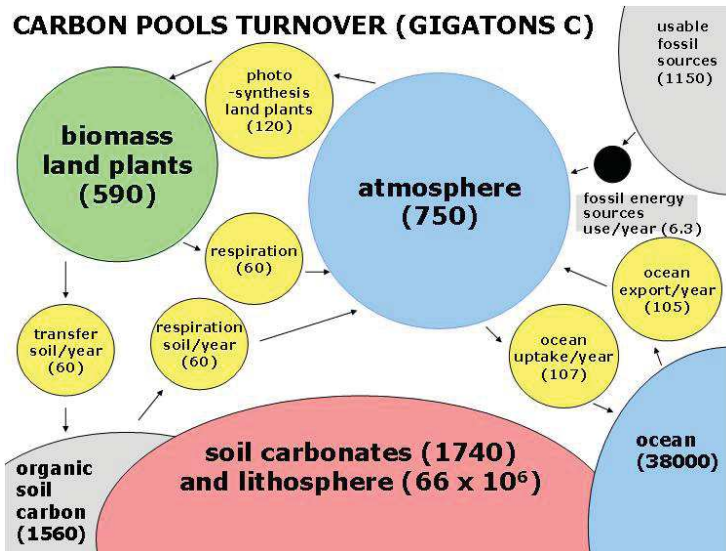 CARBON POOLS TURNOVER (GIGATONS C)
usable
fossil
sources
(1150)
photo
-synthesis
land plants
(120)
biomass
land plants
(590)
atmosphere
(750)
fossil energy
sources
use/year (6.3)
respiration
(60)
ocean
export/year
(105)
transfer
soil/year
(60)
respiration
soil/year
(60)
ocean
uptake/year
(107)
soil carbonates (1740)
and lithosphere (66 x 10⁶)
ocean
(38000)
organic
soil
carbon
(1560)